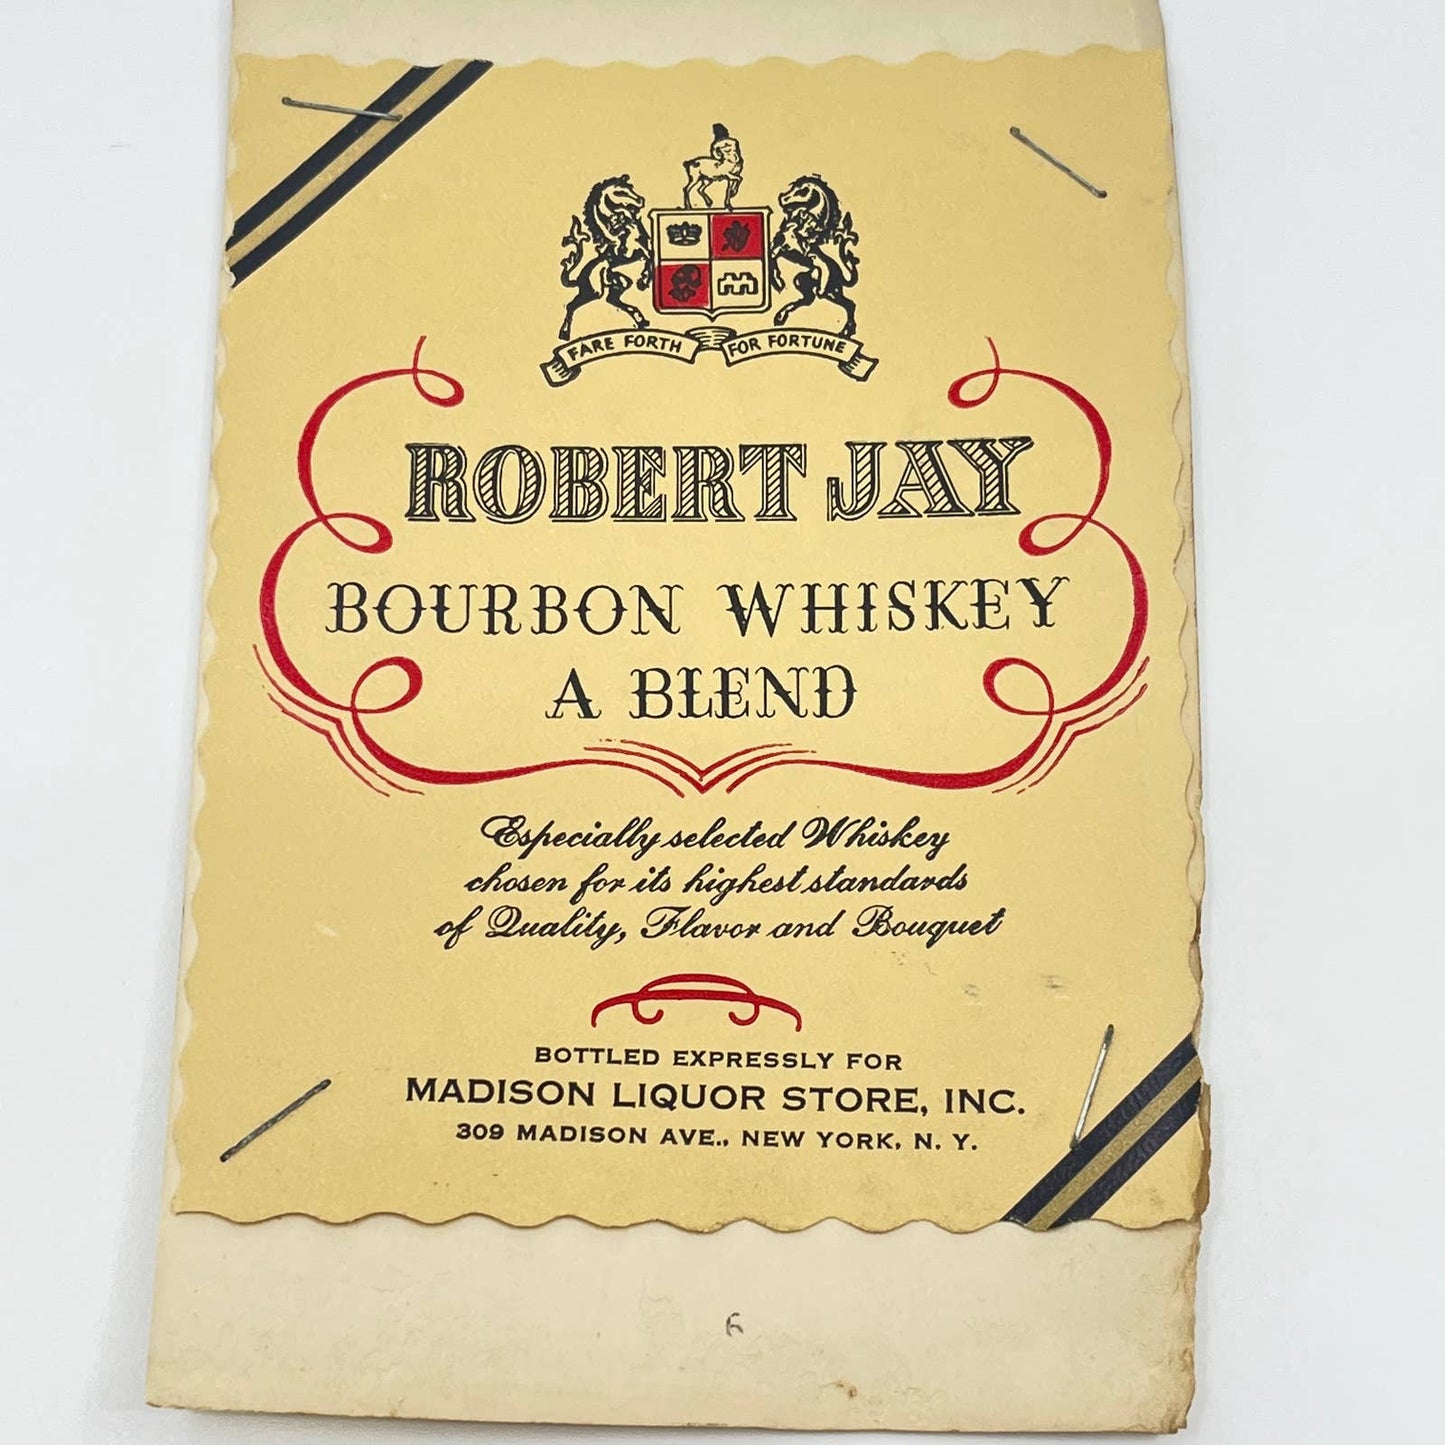 FARE FORTH FOR FORTUNE
ROBERT JAY
BOURBON WHISKEY
A BLEND
Especially selected Whiskey
chosen for its highest standards
of Quality, Flavor and Bouquet
BOTTLED EXPRESSLY FOR
MADISON LIQUOR STORE, INC.
309 MADISON AVE., NEW YORK, N. Y.
6